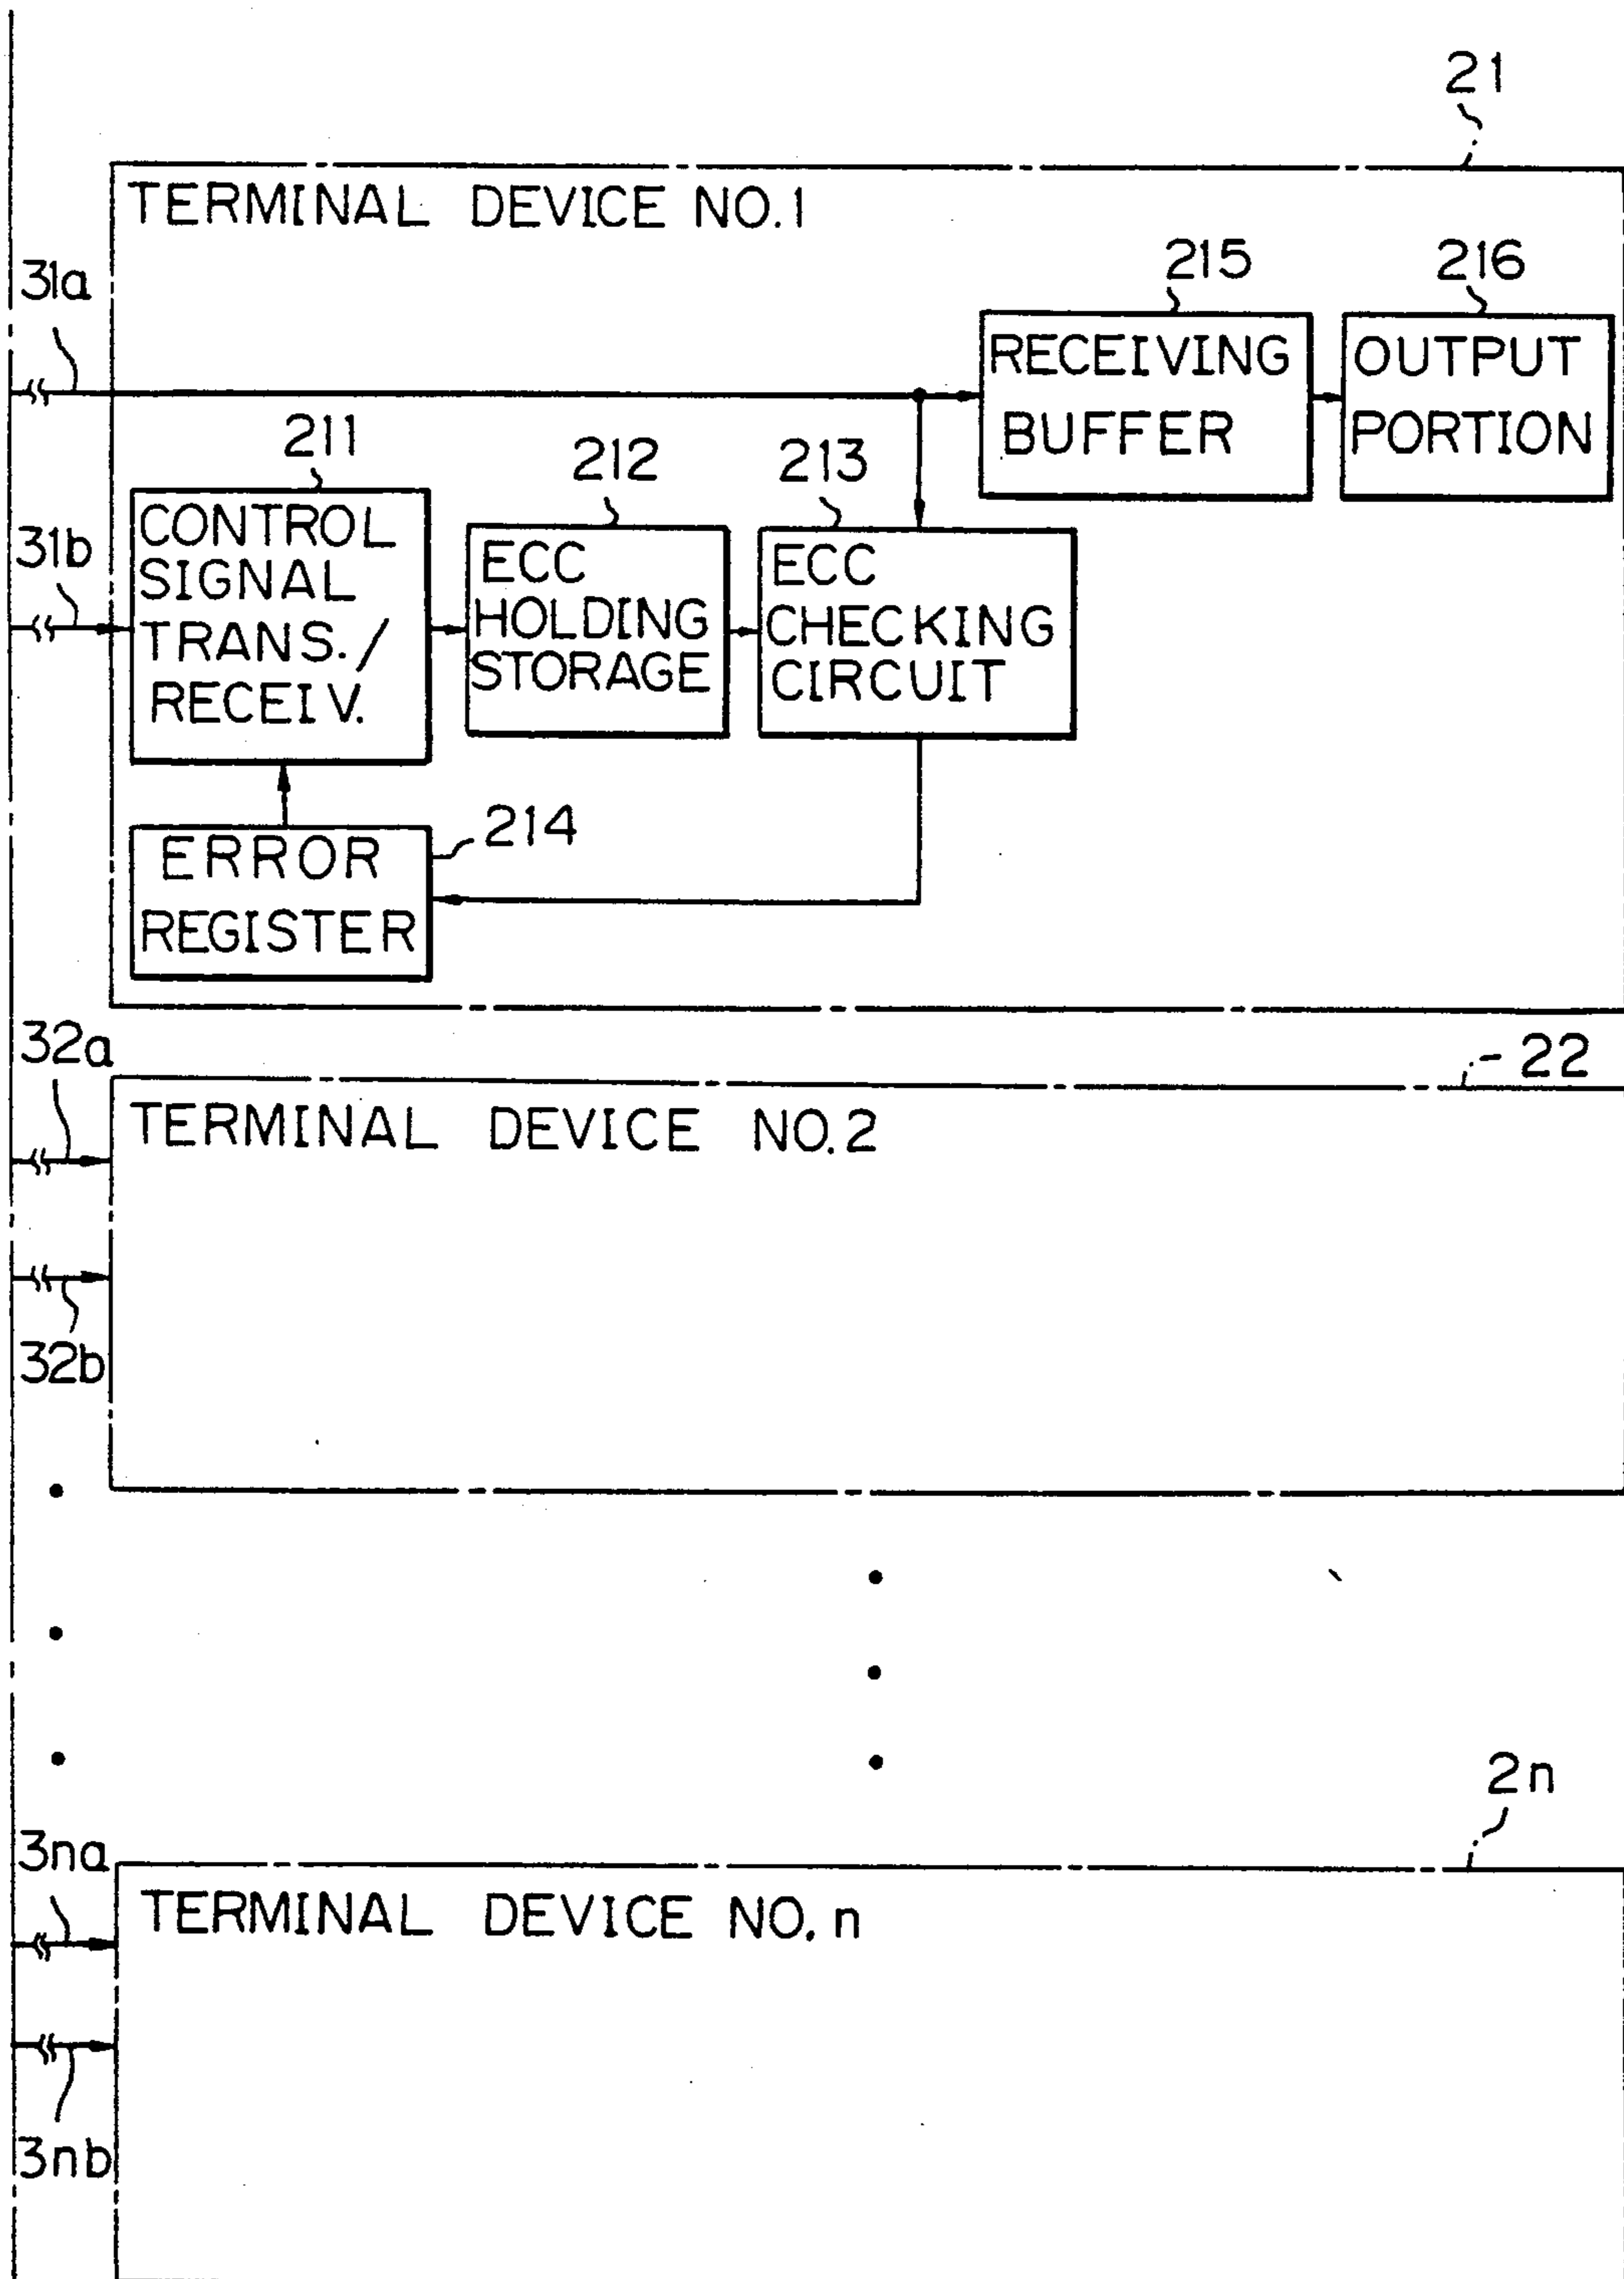 21
TERMINAL DEVICE NO.1
31a
215
216
RECEIVING
BUFFER
OUTPUT
PORTION
211
212
213
31b
CONTROL
SIGNAL
TRANS./
RECEIV.
ECC
HOLDING
STORAGE
ECC
CHECKING
CIRCUIT
214
ERROR
REGISTER
32a
22
TERMINAL DEVICE NO.2
32b
2n
3na
TERMINAL DEVICE NO.n
3nb